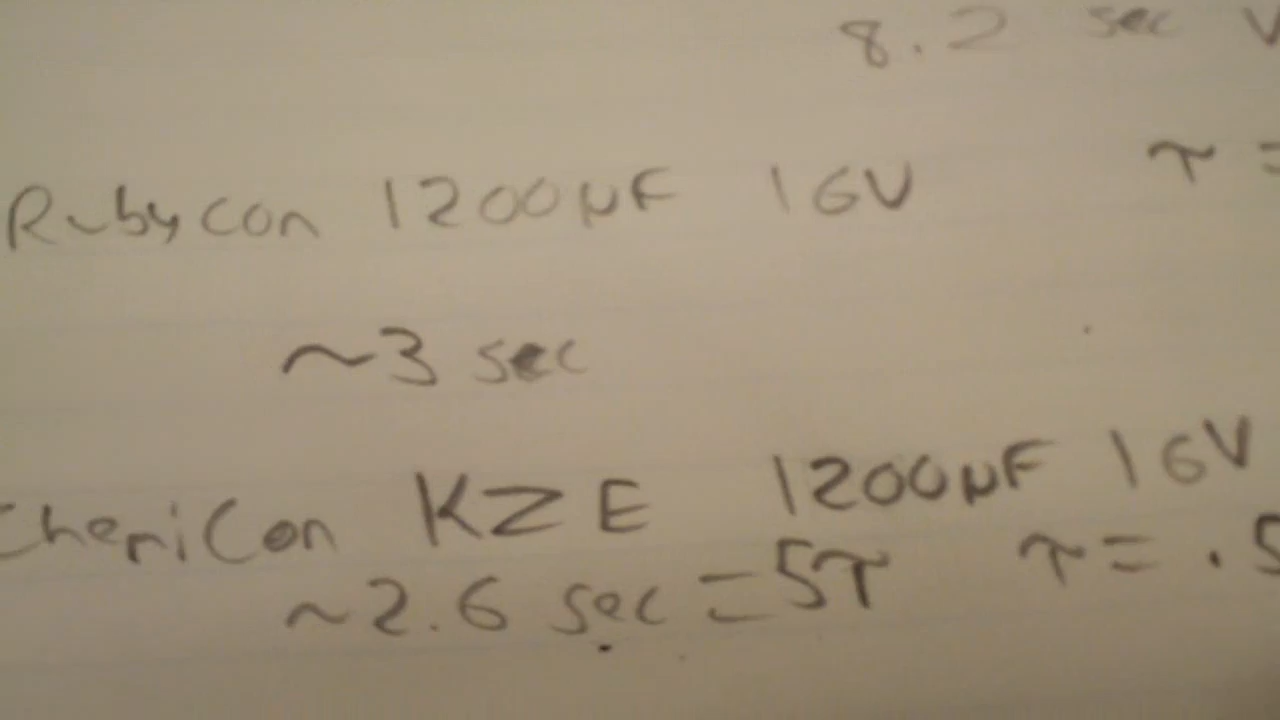 8.2 sec
τ =
Rubycon 1200µF 16V
~3 sec
ChemiCon KZE 1200µF 16V
~2.6 sec = 5τ τ = .5